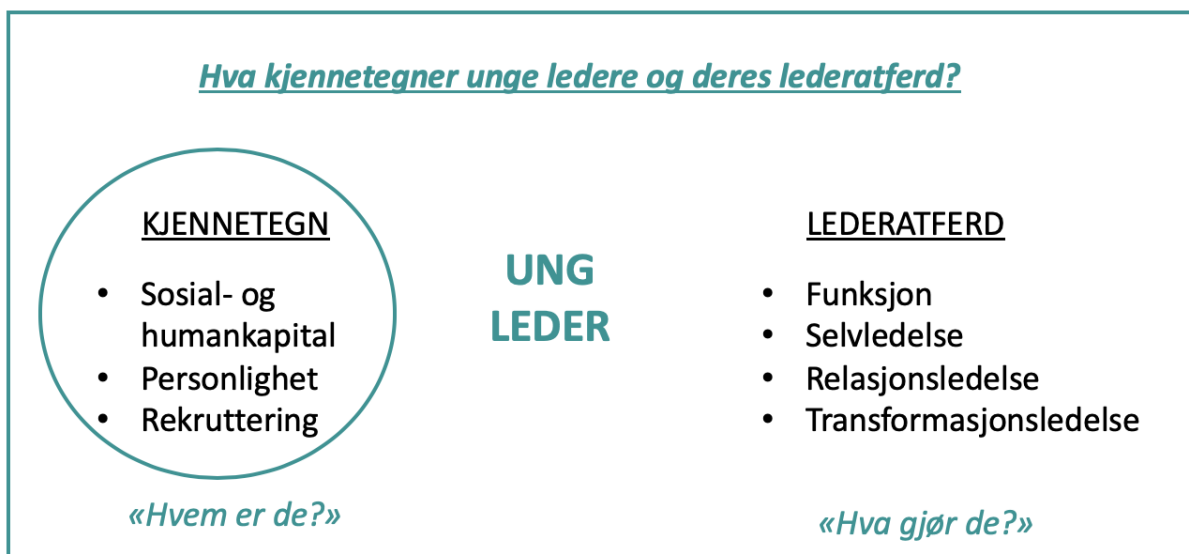 Hva kjennetegner unge ledere og deres lederatferd?
KJENNETEGN
• Sosial- og
humankapital
• Personlighet
• Rekruttering
«Hvem er de?»
UNG
LEDER
LEDERATFERD
• Funksjon
• Selvledelse
• Relasjonsledelse
• Transformasjonsledelse
«Hva gjør de?»